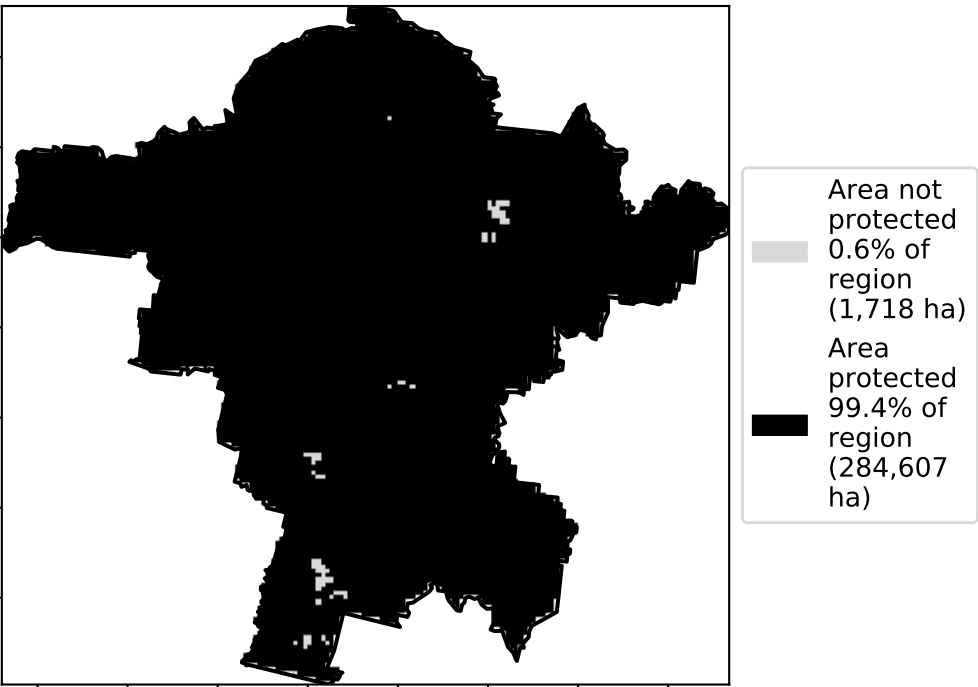 Area not
protected
0.6% of
region
(1,718 ha)
Area
protected
99.4% of
region
(284,607
ha)